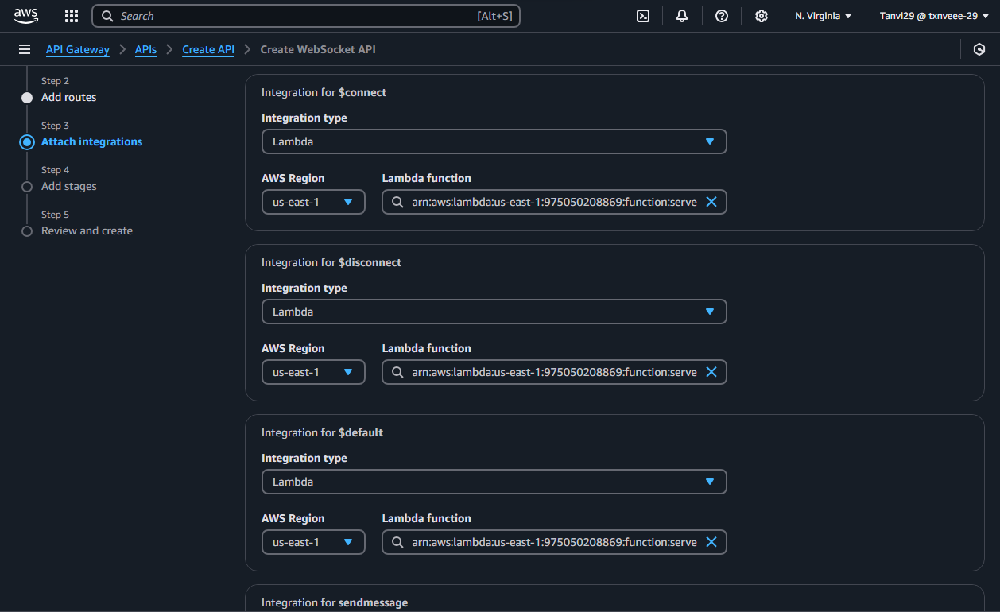 aws
Search [Alt+S]
N. Virginia
Tanvi29 @ txnveee-29
API Gateway
APIs
Create API
Create WebSocket API
Step 2
Add routes
Step 3
Attach integrations
Step 4
Add stages
Step 5
Review and create
Integration for $connect
Integration type
Lambda
AWS Region Lambda function
us-east-1 arn:aws:lambda:us-east-1:975050208869:function:serve
Integration for $disconnect
Integration type
Lambda
AWS Region Lambda function
us-east-1 arn:aws:lambda:us-east-1:975050208869:function:serve
Integration for $default
Integration type
Lambda
AWS Region Lambda function
us-east-1 arn:aws:lambda:us-east-1:975050208869:function:serve
Integration for sendmessage